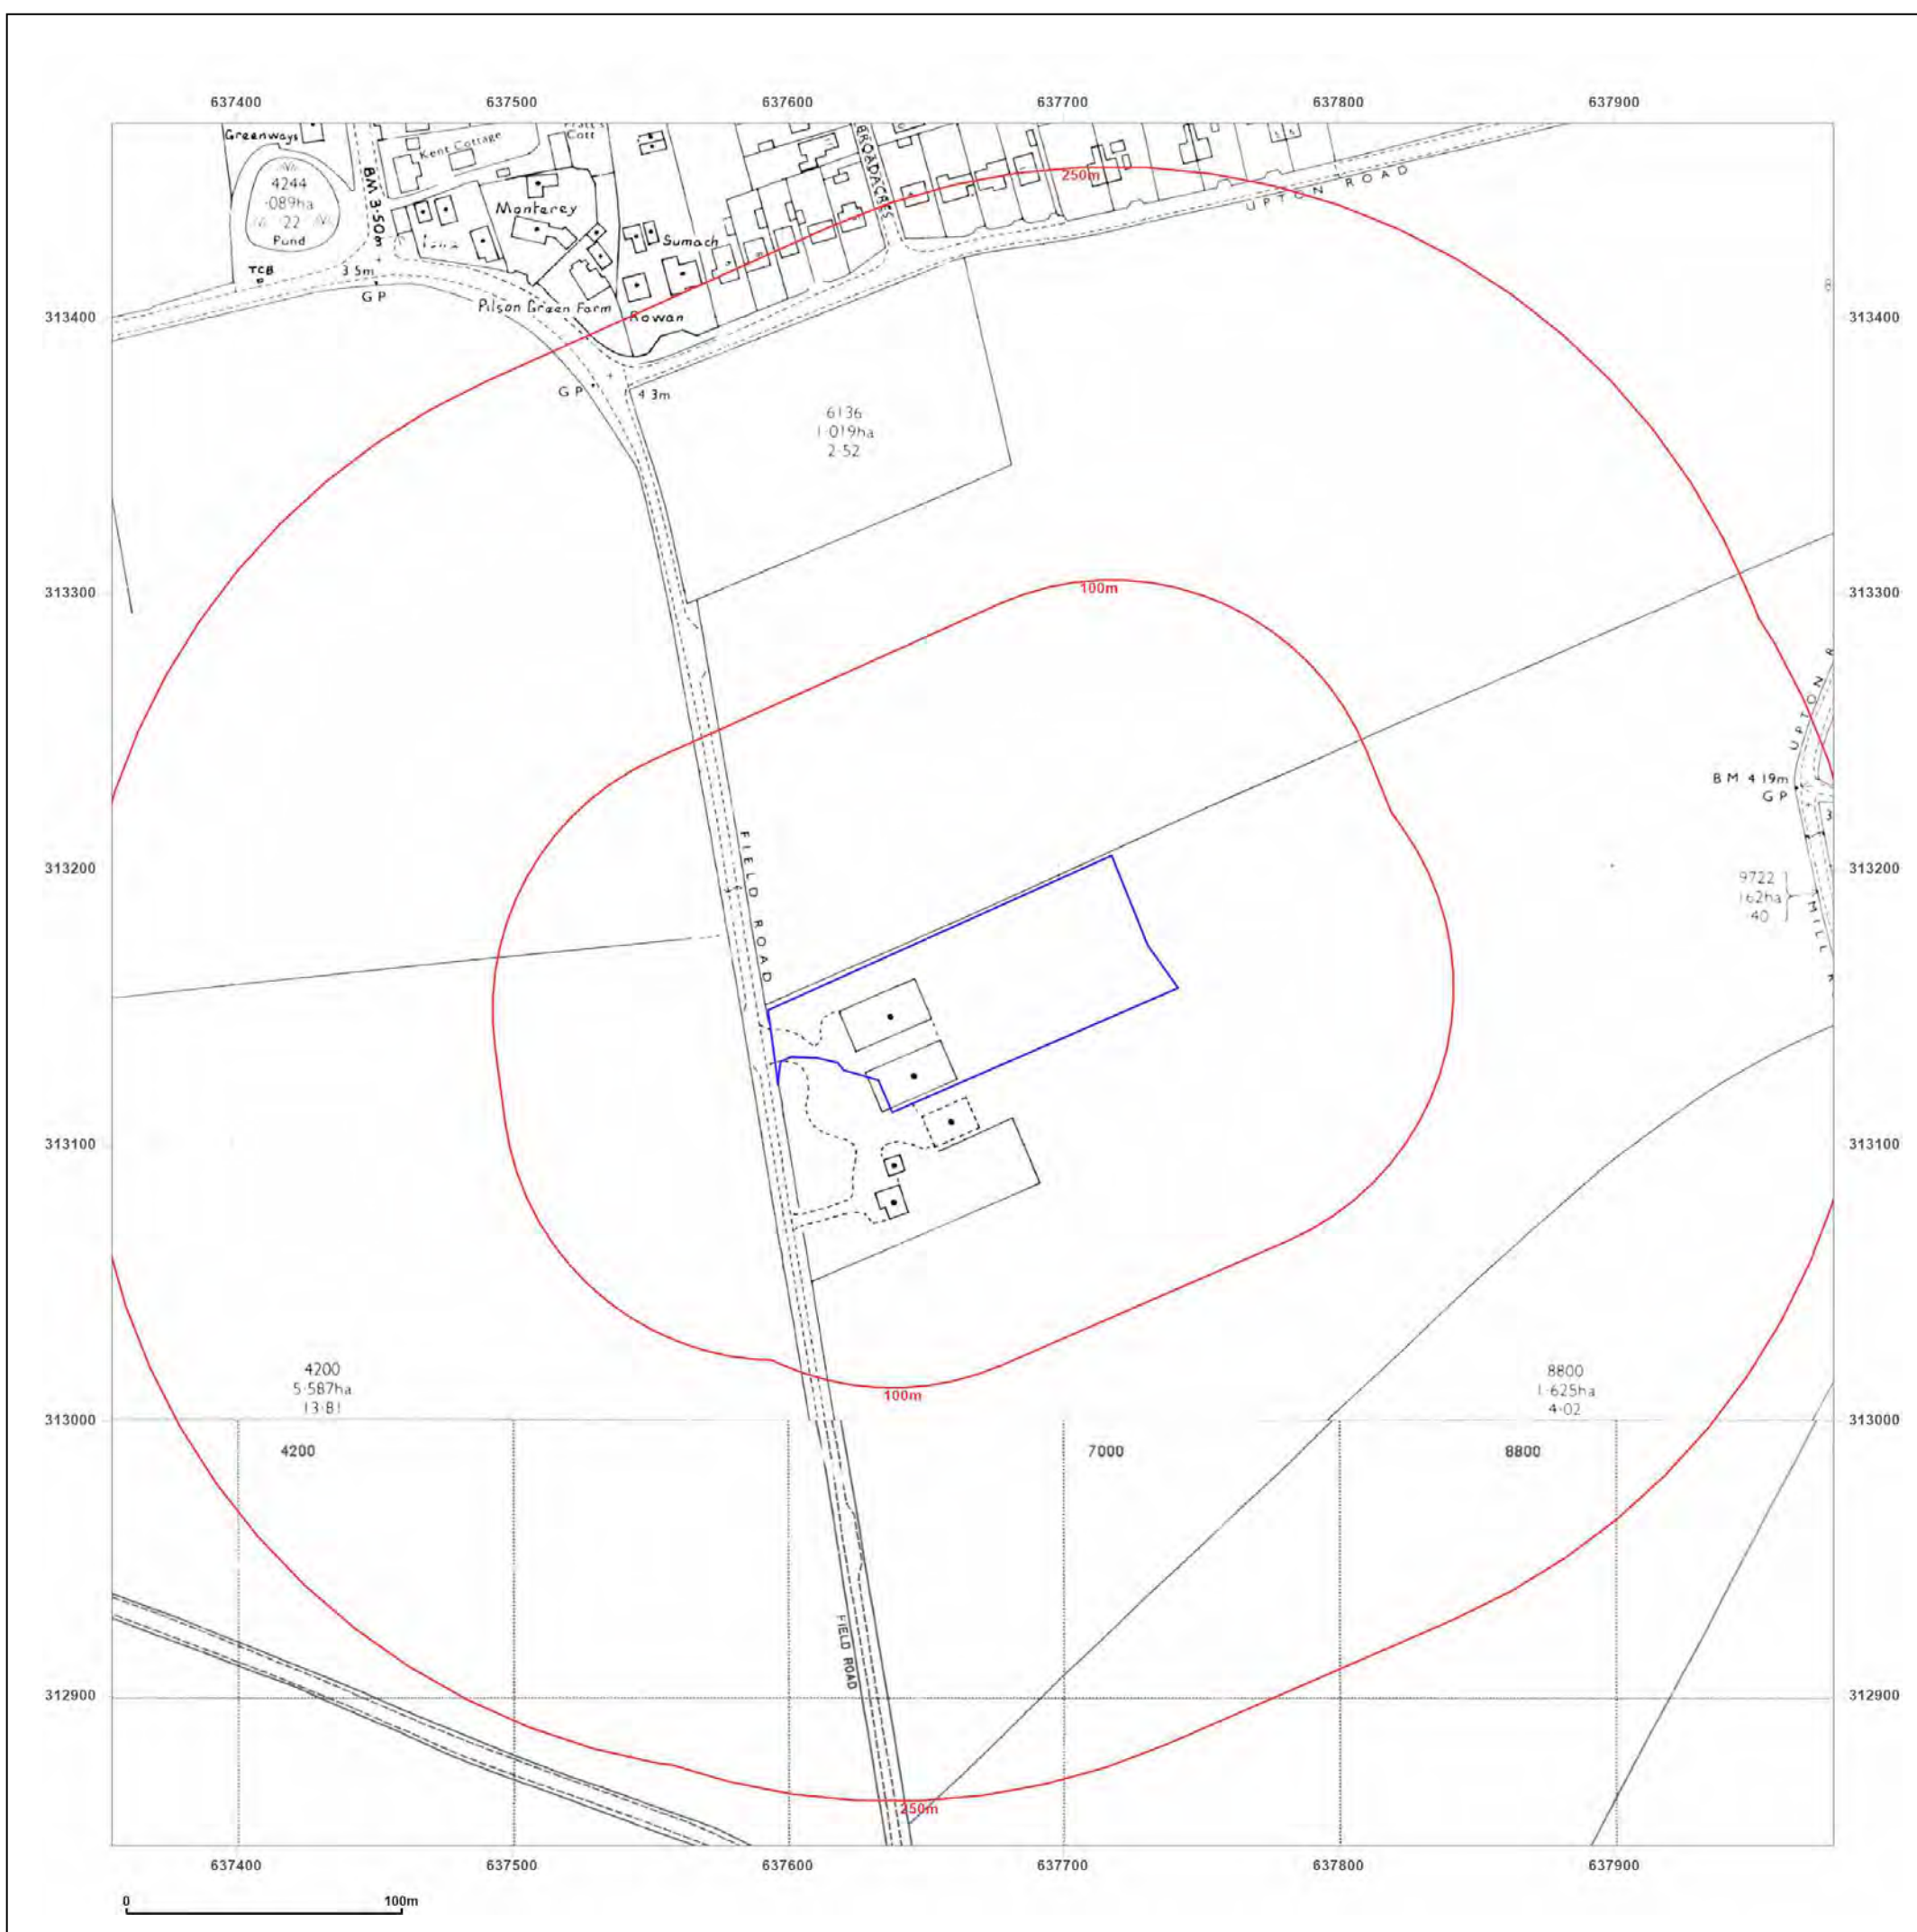 637400 637500 637600 637700 637800 637900
Greenways
Kent Cottage
Cott
BROADACRES
4244
·089ha
·22
Pond
BM 3·50m
Monterey
Sumach
250m
UPTON ROAD
TCB
3 5m
G P
Pilson Green Farm
Rowan
313400
313400
G P
4 3m
6136
1·019ha
2·52
313300
100m
313300
UPTON R
B M 4 19m
G P
3
FIELD ROAD
313200
313200
9722
162ha
·40
MILL
313100
313100
4200
5·587ha
13·81
100m
8800
1·625ha
4·02
313000
313000
4200
7000
8800
FIELD ROAD
312900
312900
250m
637400 637500 637600 637700 637800 637900
0 100m